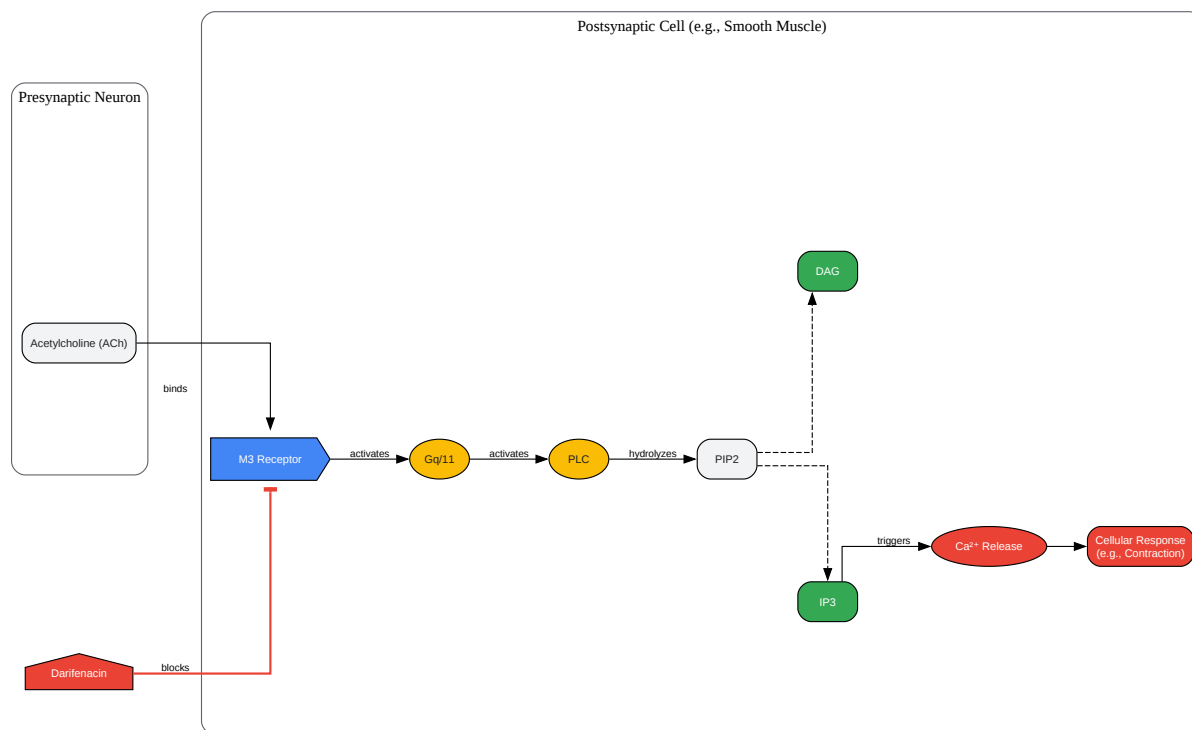 Postsynaptic Cell (e.g., Smooth Muscle)
Presynaptic Neuron
DAG
Acetylcholine (ACh)
binds
M3 Receptor
activates
Gq/11
activates
PLC
hydrolyzes
PIP2
triggers
Ca²⁺ Release
Cellular Response
(e.g., Contraction)
IP3
Darifenacin
blocks